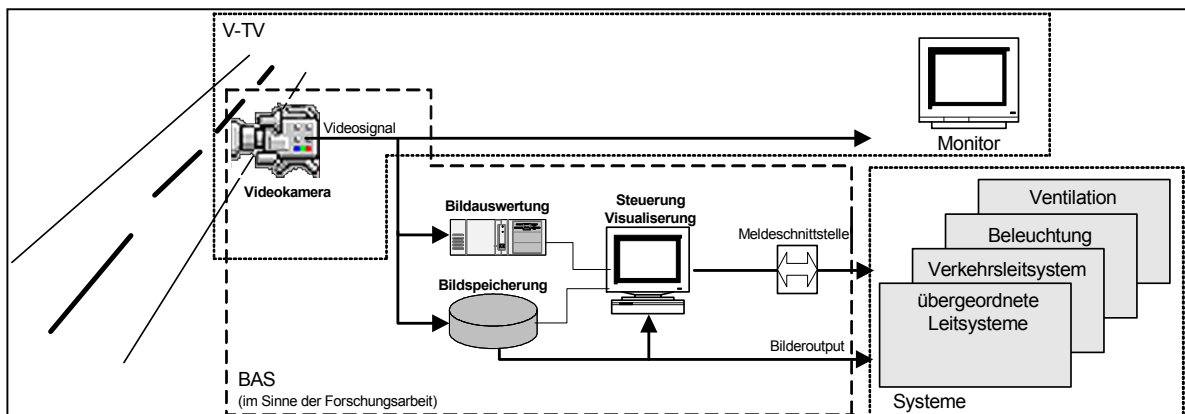 V-TV
Videosignal
Monitor
Videokamera
Bildauswertung
Steuerung
Visualiserung
Meldeschnittstelle
Ventilation
Beleuchtung
Verkehrsleitsystem
Bildspeicherung
übergeordnete
Leitsysteme
Bilderoutput
BAS
(im Sinne der Forschungsarbeit)
Systeme